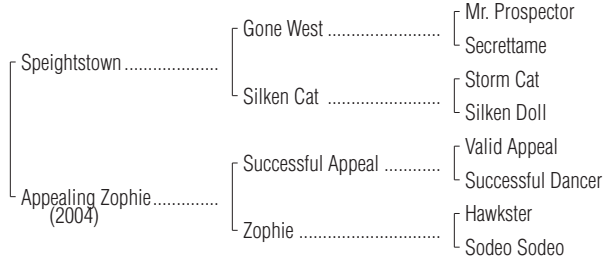 Mr. Prospector
Gone West ....................
Secrettame
Speightstown ....................
Storm Cat
Silken Cat ....................
Silken Doll
Valid Appeal
Successful Appeal ............
Successful Dancer
Appealing Zophie..............
(2004)
Hawkster
Zophie .........................
Sodeo Sodeo